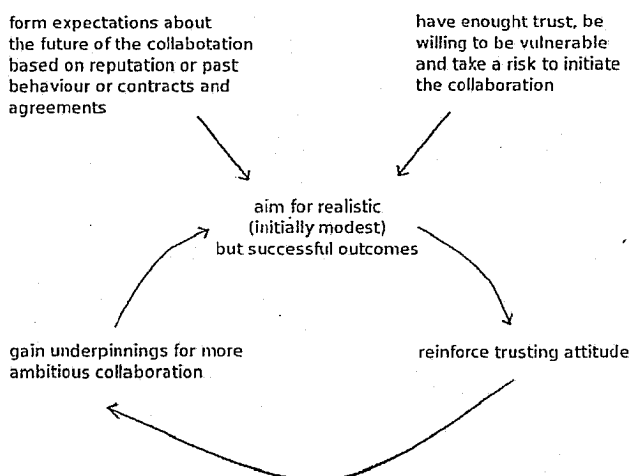 form expectations about
the future of the collabotation
based on reputation or past
behaviour or contracts and
agreements
have enought trust, be
willing to be vulnerable
and take a risk to initiate
the collaboration
aim for realistic
(initially modest)
but successful outcomes
gain underpinnings for more
ambitious collaboration
reinforce trusting attitude